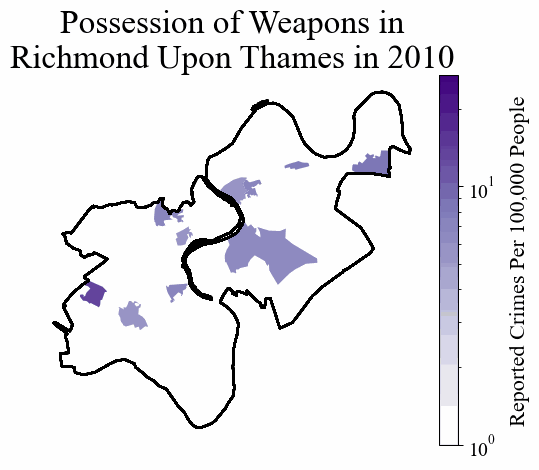 Possession of Weapons in
Richmond Upon Thames in 2010
10^1
Reported Crimes Per 100,000 People
10^0